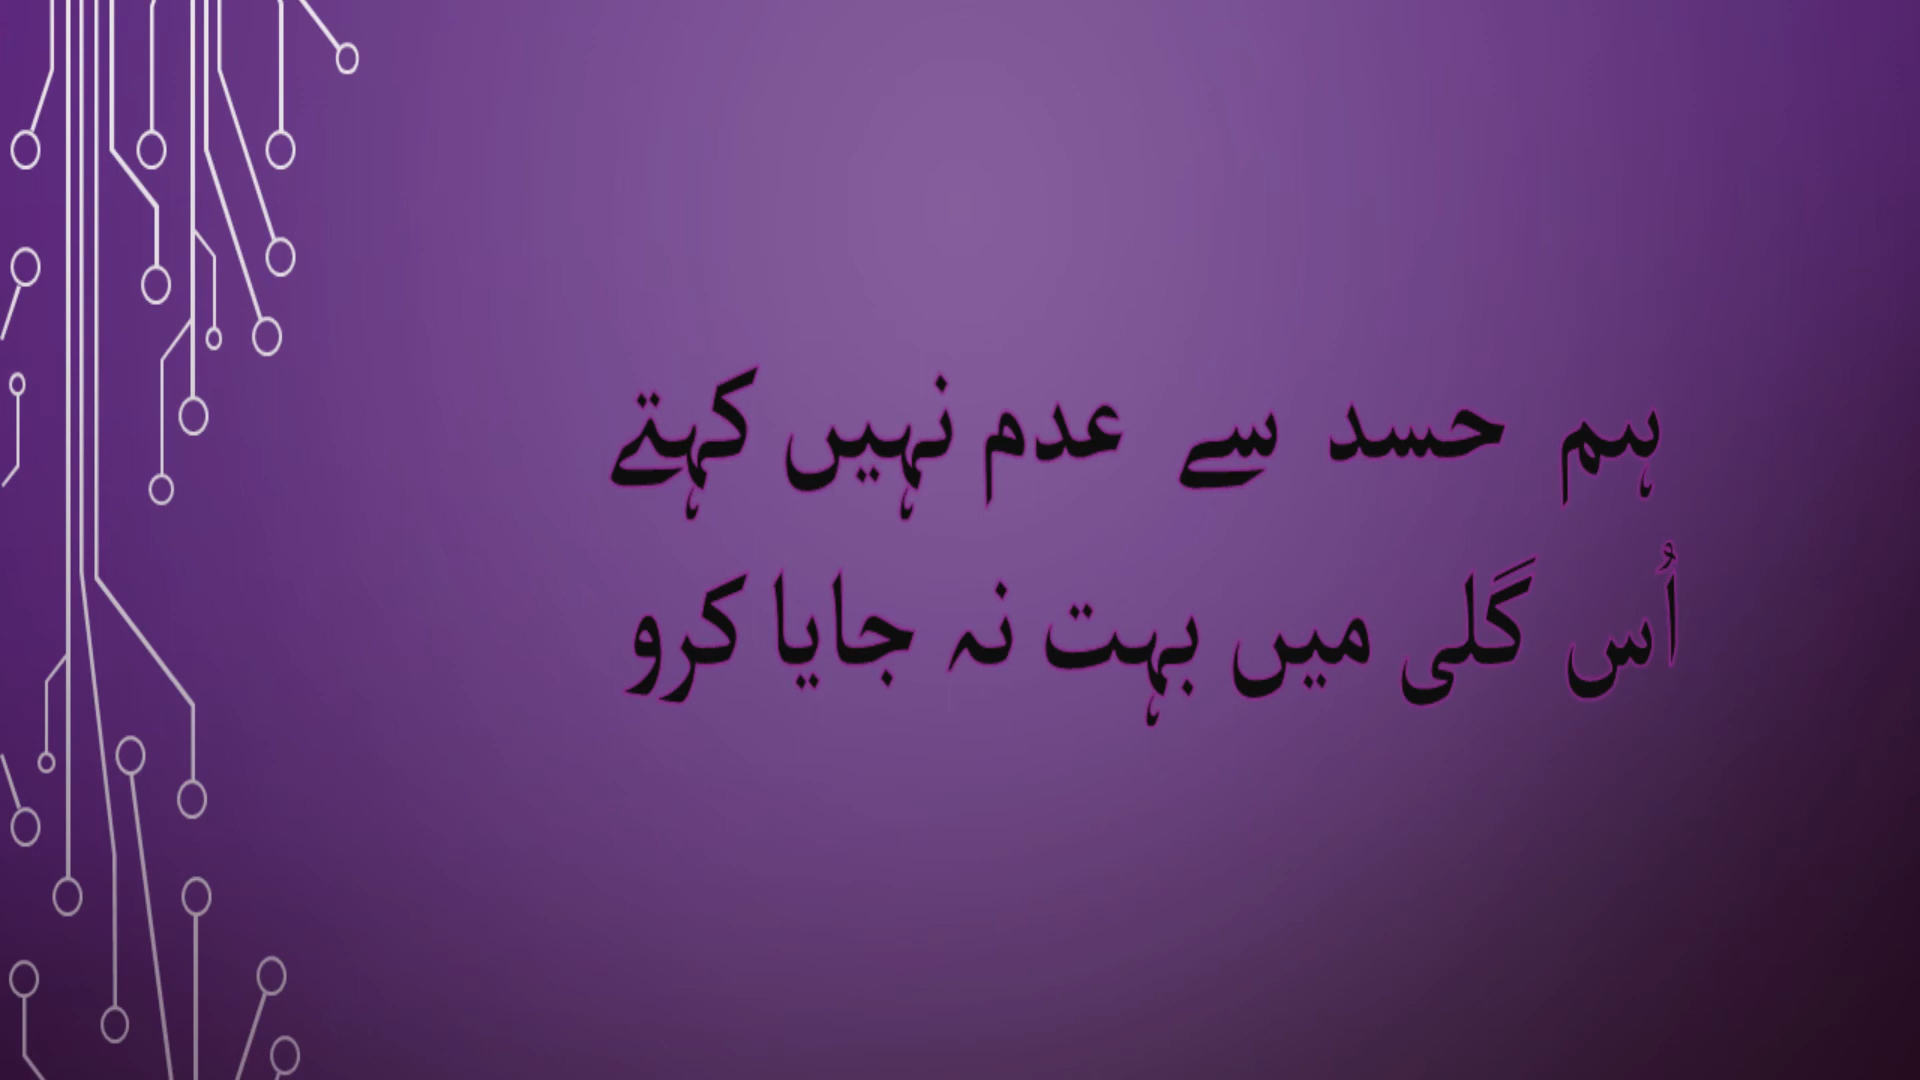 ہم حسد سے عدم نہیں کہتے
اُس گلی میں بہت نہ جایا کرو